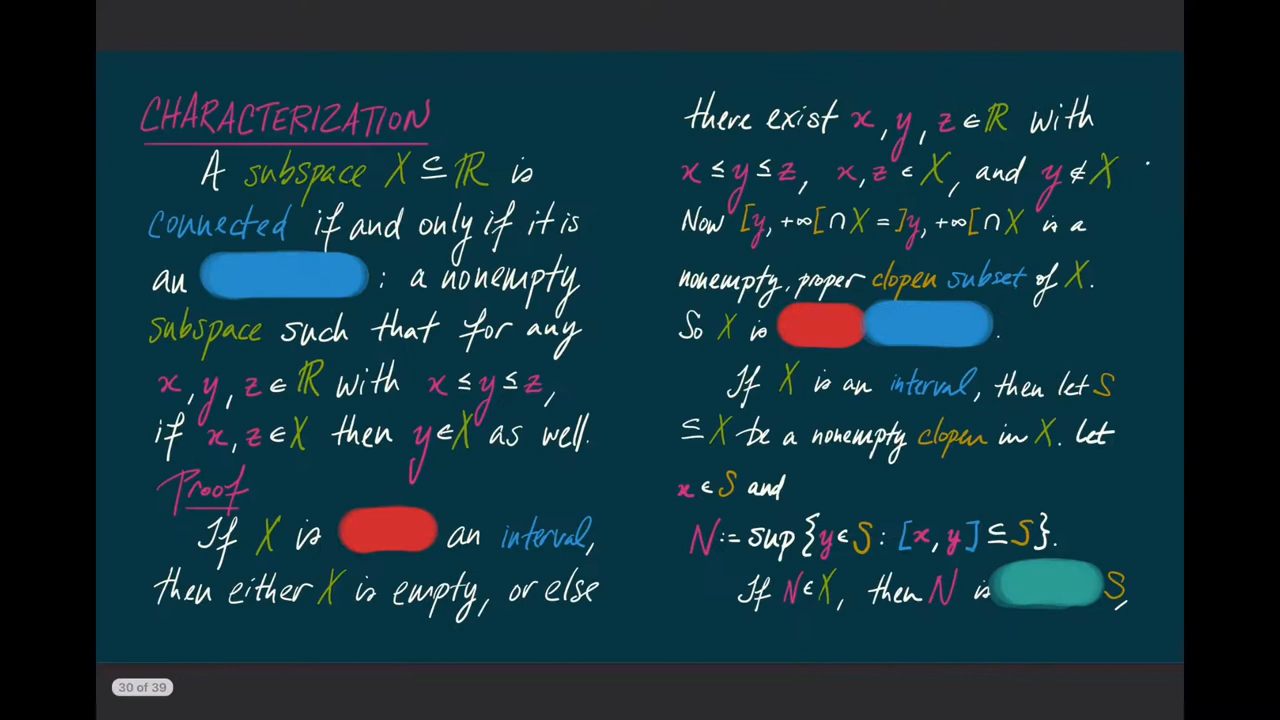 CHARACTERIZATION
A subspace X ⊆ ℝ is
connected if and only if it is
an : a nonempty
subspace such that for any
x, y, z ∈ ℝ with x ≤ y ≤ z,
if x, z ∈ X then y ∈ X as well.
Proof
If X is an interval,
then either X is empty, or else
there exist x, y, z ∈ ℝ with
x ≤ y ≤ z, x, z ∈ X, and y ∉ X.
Now [y, +∞[ ∩ X = ]y, +∞[ ∩ X is a
nonempty, proper clopen subset of X.
So X is .
If X is an interval, then let S
⊆ X be a nonempty clopen in X. Let
x ∈ S and
N := sup{y ∈ S : [x, y] ⊆ S}.
If N ∈ X, then N is S,
30 of 39